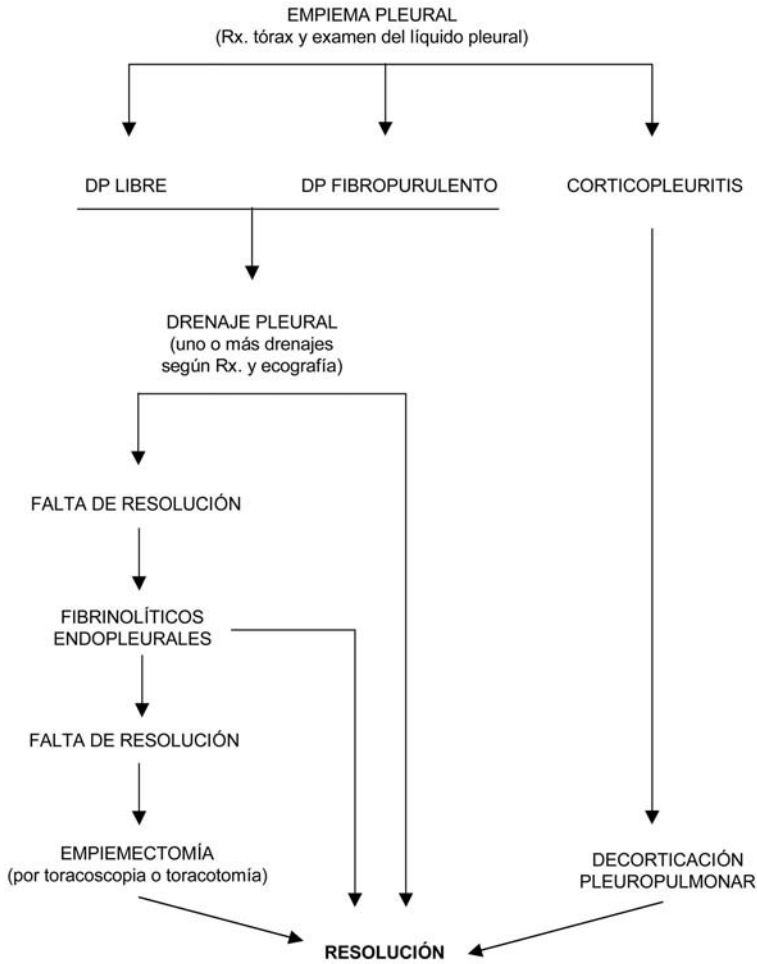 EMPIEMA PLEURAL
(Rx. tórax y examen del líquido pleural)
DP LIBRE
DP FIBROPURULENTO
CORTICOPLEURITIS
DRENAJE PLEURAL
(uno o más drenajes
según Rx. y ecografía)
FALTA DE RESOLUCIÓN
FIBRINOLÍTICOS
ENDOPLEURALES
FALTA DE RESOLUCIÓN
EMPIEMECTOMÍA
(por toracoscopia o toracotomía)
DECORTICACIÓN
PLEUROPULMONAR
RESOLUCIÓN